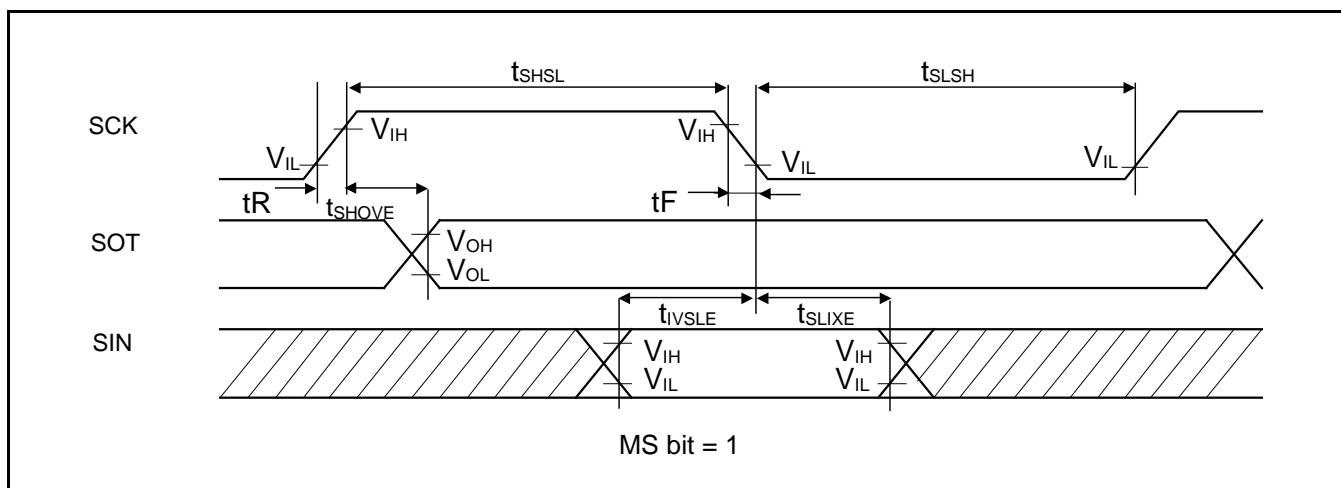 tSHSL
tSLSH
SCK
VIH
VIH
VIL
VIL
VIL
tR
tSHOVE
tF
SOT
VOH
VOL
tIVSLE
tSLIXE
SIN
VIH
VIH
VIL
VIL
MS bit = 1